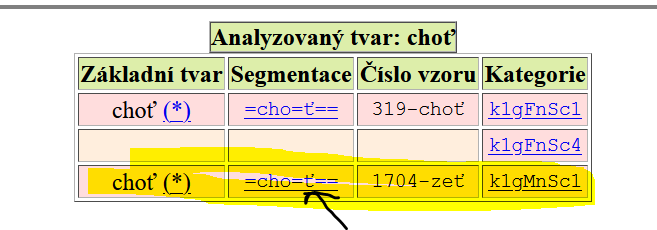 Analyzovaný tvar: choť
Základní tvar Segmentace Číslo vzoru Kategorie
choť (*) =cho=ť== 319-choť k1gFnSc1
k1gFnSc4
choť (*) =cho=ť== 1704-zeť k1gMnSc1